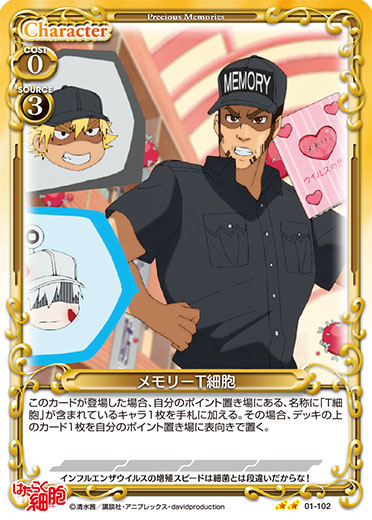 Precious Memories
Character
COST
0
SOURCE
3
MEMORY
メモリー
ウイルスの
メモリーT細胞
このカードが登場した場合、自分のポイント置き場にある、名称に「T細
胞」が含まれているキャラ1枚を手札に加える。その場合、デッキの上
のカード1枚を自分のポイント置き場に表向きで置く。
インフルエンザウイルスの増殖スピードは細菌とは段違いだからな!
はたらく細胞
©清水茜/講談社・アニプレックス・davidproduction
01-102